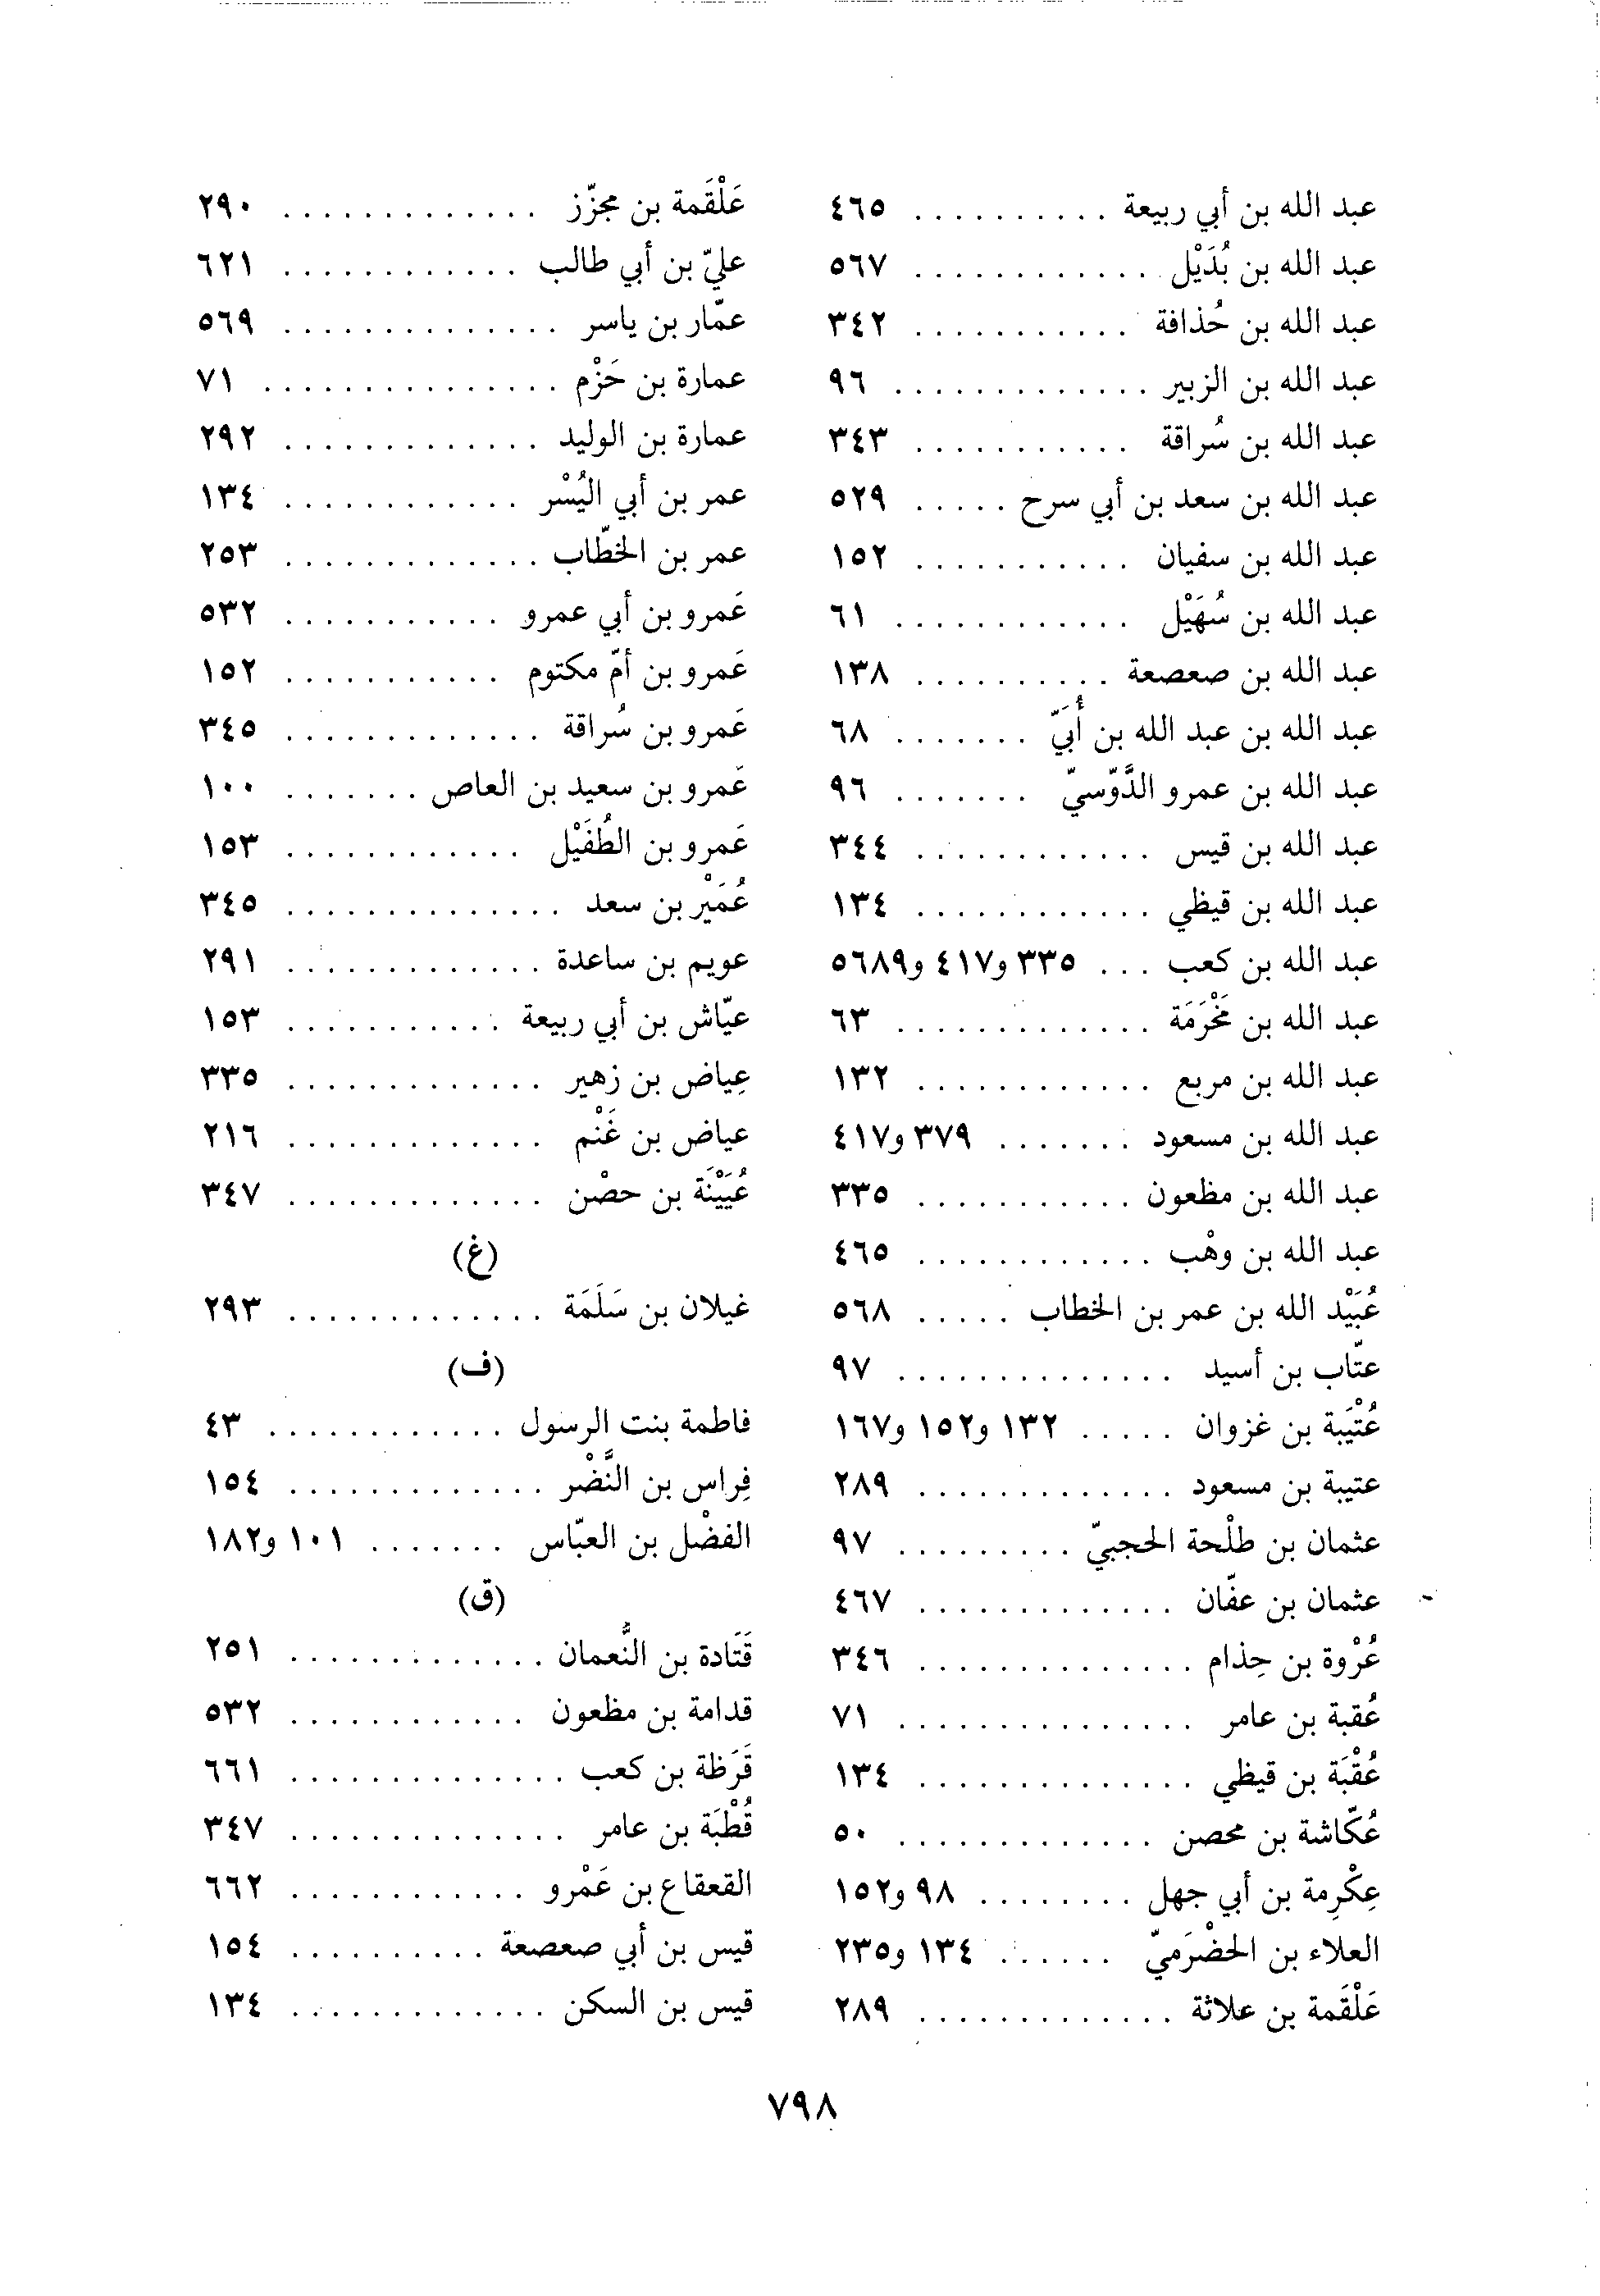 عبد الله بن أبي ربيعة .......... ٤٦٥
عبد الله بن بُدَيْل ............ ٥٦٧
عبد الله بن حُذافة ........... ٣٤٢
عبد الله بن الزبير ............. ٩٦
عبد الله بن سُراقة ........... ٣٤٣
عبد الله بن سعد بن أبي سرح ..... ٥٢٩
عبد الله بن سفيان ........... ١٥٢
عبد الله بن سُهَيْل ............ ٦١
عبد الله بن صعصعة .......... ١٣٨
عبد الله بن عبد الله بن أُبَيّ ....... ٦٨
عبد الله بن عمرو الدَّوّسيّ ....... ٩٦
عبد الله بن قيس ............ ٣٤٤
عبد الله بن قيظي ............ ١٣٤
عبد الله بن كعب ... ٣٣٥ و٤١٧ و٥٦٨٩
عبد الله بن مَخْرَمَة ............. ٦٣
عبد الله بن مربع ............ ١٣٢
عبد الله بن مسعود ....... ٣٧٩ و٤١٧
عبد الله بن مظعون ........... ٣٣٥
عبد الله بن وهْب ............ ٤٦٥
عُبَيْد الله بن عمر بن الخطاب ..... ٥٦٨
عتّاب بن أسيد .............. ٩٧
عُتْيَبة بن غزوان ..... ١٣٢ و١٥٢ و١٦٧
عتيبة بن مسعود ............. ٢٨٩
عثمان بن طلْحة الحجبيّ ......... ٩٧
عثمان بن عفّان ............. ٤٦٧
عُرْوة بن حِذام .............. ٣٤٦
عُقبة بن عامر ............... ٧١
عُقْبَة بن قيظي .............. ١٣٤
عُكّاشة بن محصن ............. ٥٠
عِكْرِمة بن أبي جهل ........ ٩٨ و١٥٢
العلاء بن الحضْرَميّ ...... ١٣٤ و٢٣٥
عَلْقَمة بن علاثة ............. ٢٨٩
عَلْقَمة بن مجزّز ............. ٢٩٠
عليّ بن أبي طالب ............ ٦٢١
عمّار بن ياسر .............. ٥٦٩
عمارة بن حَزْم ............... ٧١
عمارة بن الوليد ............. ٢٩٢
عمر بن أبي اليُسْر ............ ١٣٤
عمر بن الخطّاب ............. ٢٥٣
عَمرو بن أبي عمرو ........... ٥٣٢
عَمرو بن أمّ مكتوم ........... ١٥٢
عَمرو بن سُراقة ............. ٣٤٥
عَمرو بن سعيد بن العاص ....... ١٠٠
عَمرو بن الطُفَيْل ............ ١٥٣
عُمَيْر بن سعد .............. ٣٤٥
عويم بن ساعدة ............. ٢٩١
عيّاش بن أبي ربيعة ........... ١٥٣
عِياض بن زهير ............. ٣٣٥
عياض بن غَنْم ............. ٢١٦
عُيَيْنَة بن حصْن ............. ٣٤٧
(غ)
غيلان بن سَلَمَة ............. ٢٩٣
(ف)
فاطمة بنت الرسول ............ ٤٣
فِراس بن النَّضْر ............. ١٥٤
الفضْل بن العبّاس ....... ١٠١ و١٨٢
(ق)
قَتَادة بن النُّعمان ............. ٢٥١
قدامة بن مظعون ............ ٥٣٢
قَرَظة بن كعب .............. ٦٦١
قُطْبَة بن عامر .............. ٣٤٧
القعقاع بن عَمْرو ............ ٦٦٢
قيس بن أبي صعصعة .......... ١٥٤
قيس بن السكن ............. ١٣٤
٧٩٨